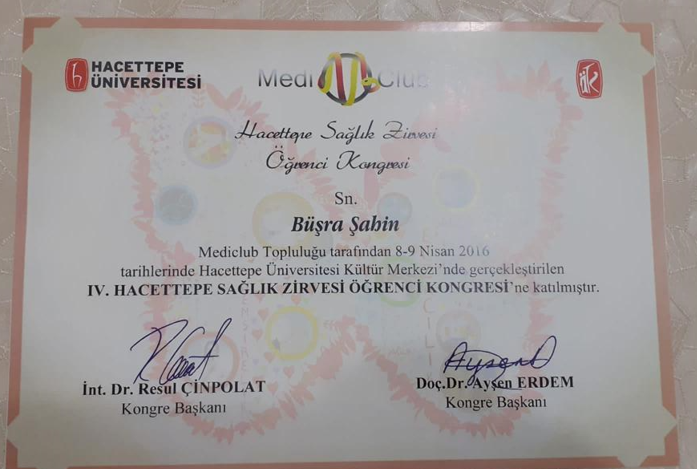 HACETTEPE
ÜNİVERSİTESİ
Medi Club
Hacettepe Sağlık Zirvesi
Öğrenci Kongresi
Sn.
Büşra Şahin
Mediclub Topluluğu tarafından 8-9 Nisan 2016
tarihlerinde Hacettepe Üniversitesi Kültür Merkezi’nde gerçekleştirilen
IV. HACETTEPE SAĞLIK ZİRVESİ ÖĞRENCİ KONGRESİ’ne katılmıştır.
İnt. Dr. Resul ÇİNPOLAT
Kongre Başkanı
Doç.Dr. Ayşen ERDEM
Kongre Başkanı